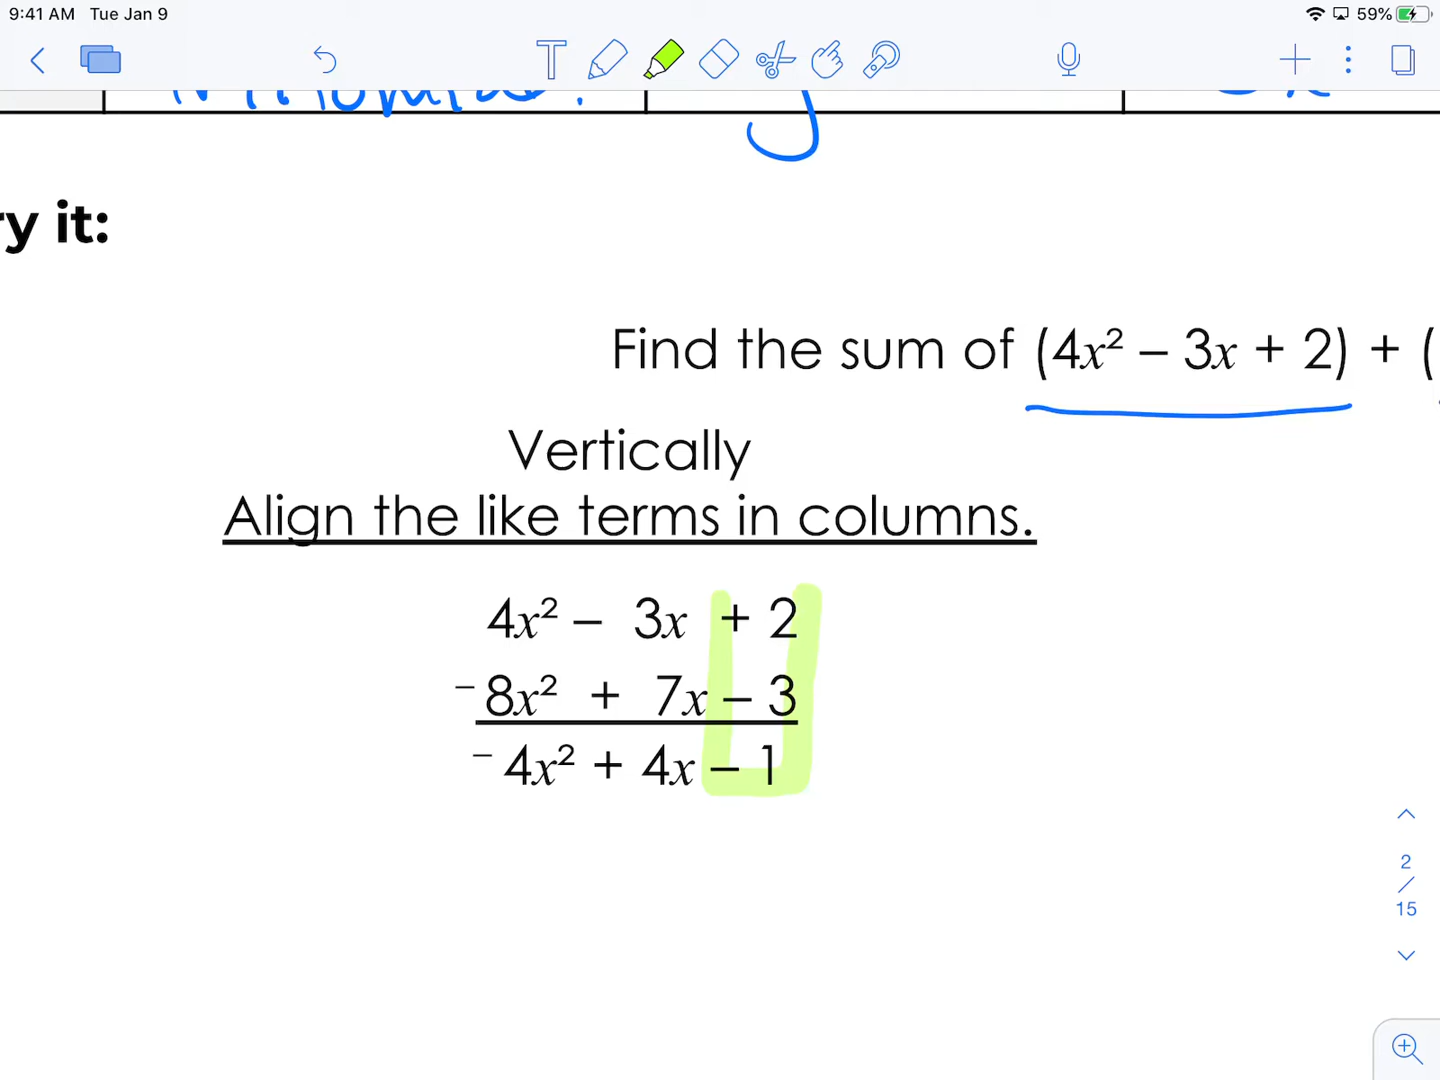 9:41 AM Tue Jan 9 59%
T
ry it:
Find the sum of (4x² – 3x + 2) + (
Vertically
Align the like terms in columns.
4x² – 3x + 2
⁻8x² + 7x – 3
⁻4x² + 4x – 1
2
/
15